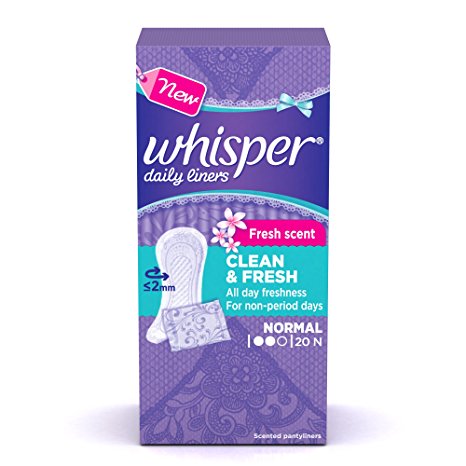 New
whisper®
daily liners
Fresh scent
CLEAN
& FRESH
All day freshness
For non-period days
≤2mm
NORMAL
20 N
Scented pantyliners